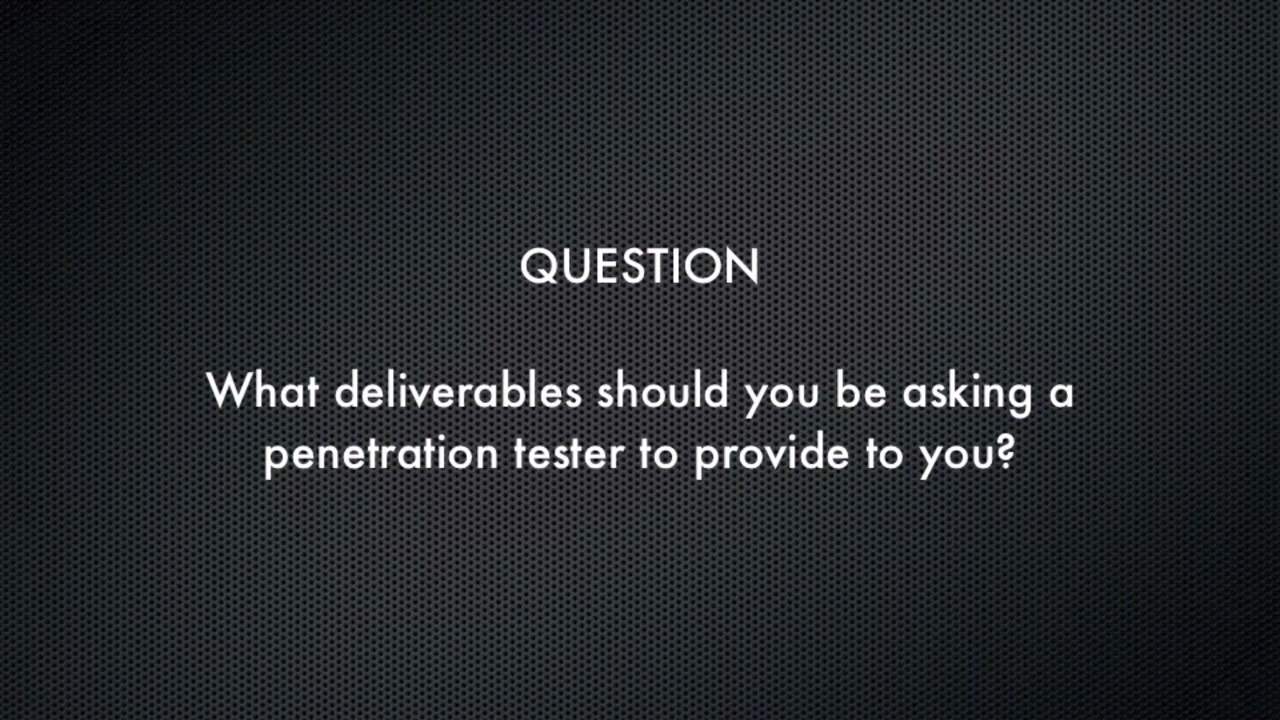 QUESTION
What deliverables should you be asking a
penetration tester to provide to you?